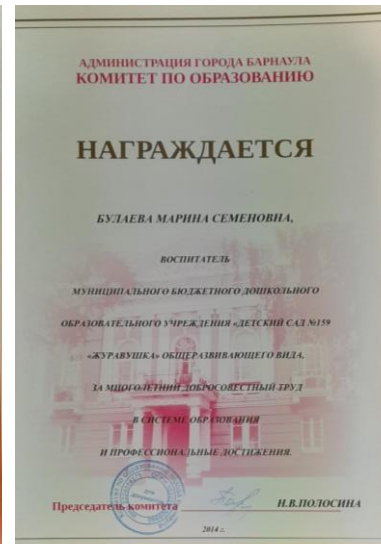 АДМИНИСТРАЦИЯ ГОРОДА БАРНАУЛА
КОМИТЕТ ПО ОБРАЗОВАНИЮ
НАГРАЖДАЕТСЯ
БУЛАЕВА МАРИНА СЕМЕНОВНА,
ВОСПИТАТЕЛЬ
МУНИЦИПАЛЬНОГО БЮДЖЕТНОГО ДОШКОЛЬНОГО
ОБРАЗОВАТЕЛЬНОГО УЧРЕЖДЕНИЯ «ДЕТСКИЙ САД №159
«ЖУРАВУШКА» ОБЩЕРАЗВИВАЮЩЕГО ВИДА,
ЗА МНОГОЛЕТНИЙ ДОБРОСОВЕСТНЫЙ ТРУД
В СИСТЕМЕ ОБРАЗОВАНИЯ
И ПРОФЕССИОНАЛЬНЫЕ ДОСТИЖЕНИЯ.
Председатель комитета Н.В.ПОЛОСИНА
2014 г.